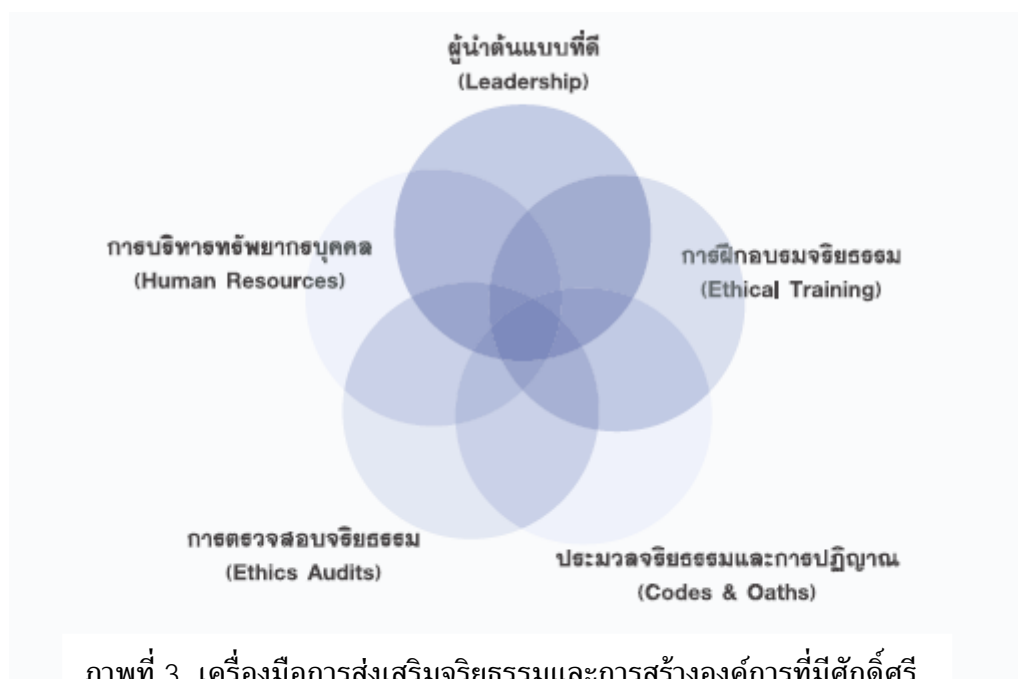 ผู้นำต้นแบบที่ดี
(Leadership)
การบริหารทรัพยากรบุคคล
(Human Resources)
การฝึกอบรมจริยธรรม
(Ethical Training)
การตรวจสอบจริยธรรม
(Ethics Audits)
ประมวลจริยธรรมและการปฏิญาณ
(Codes & Oaths)
ภาพที่ 3 เครื่องมือการส่งเสริมจริยธรรมและการสร้างองค์การที่มีศักดิ์ศรี